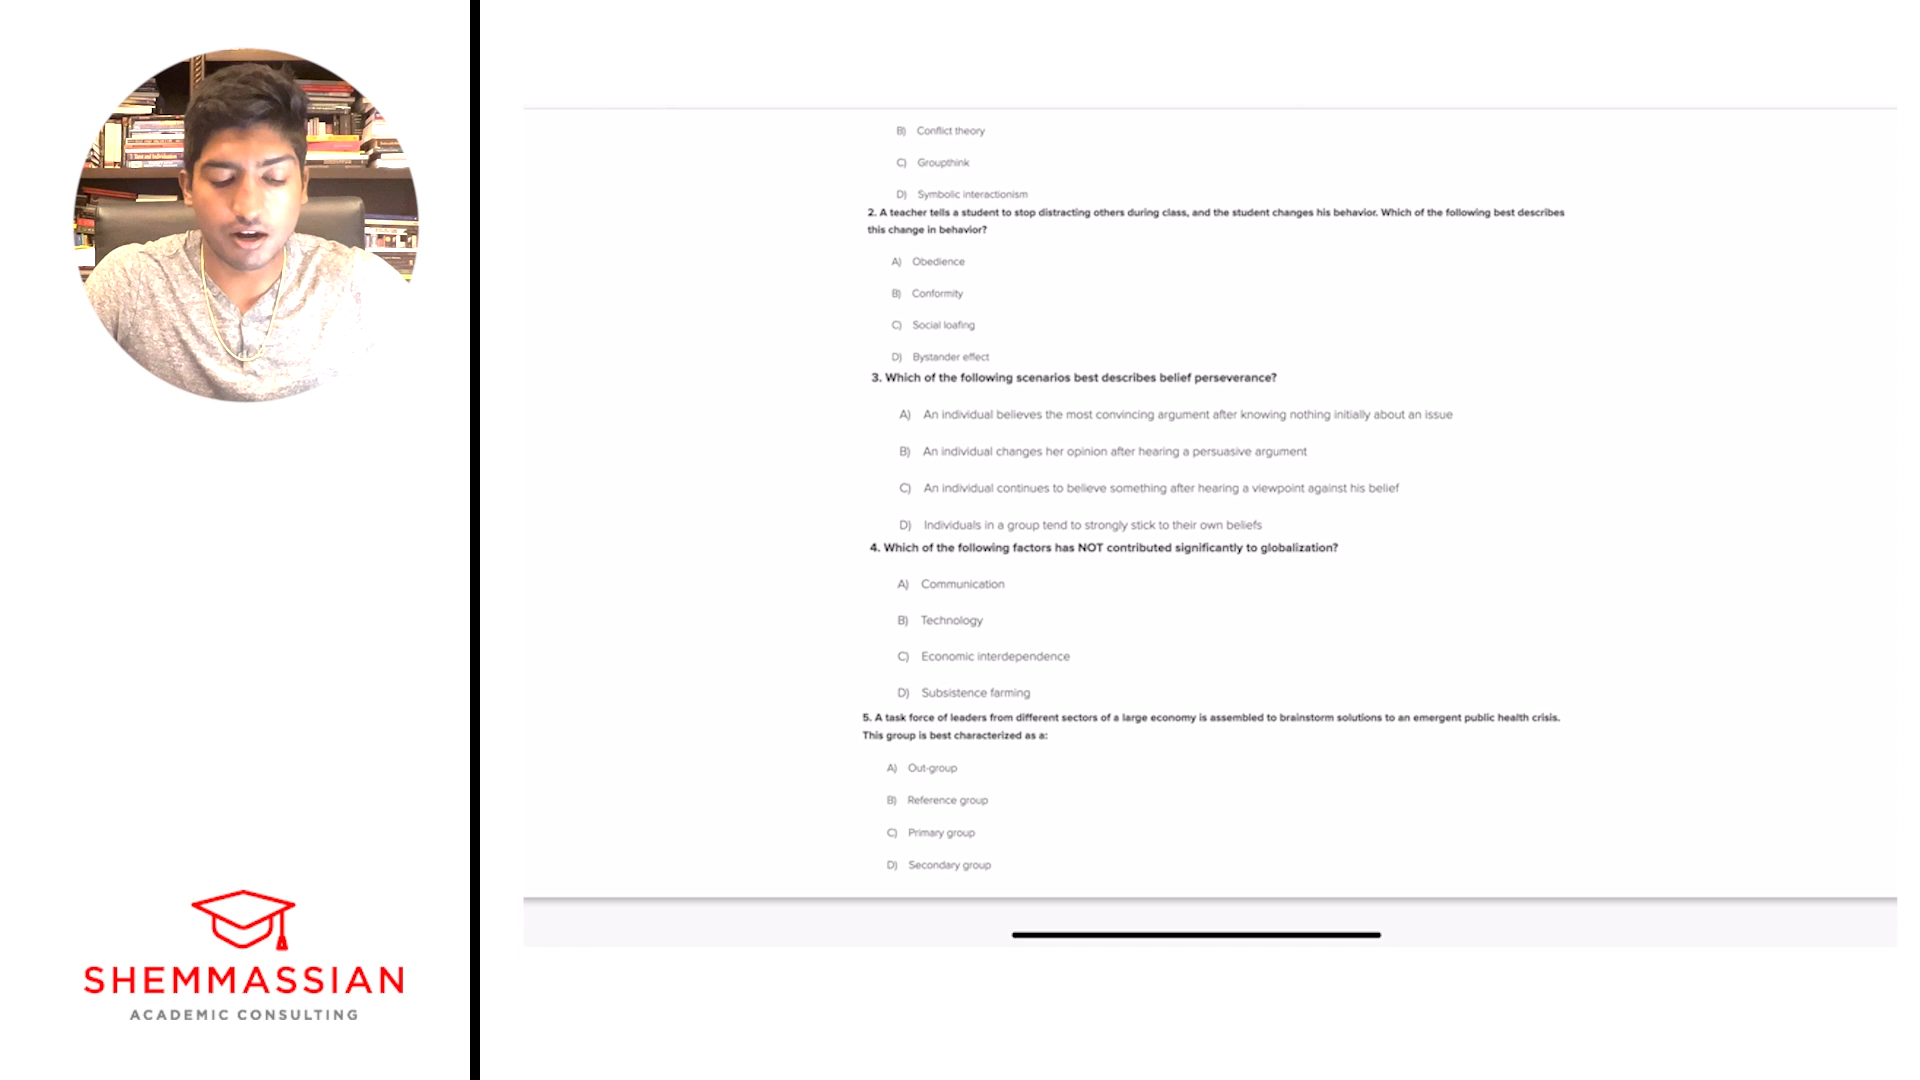 B) Conflict theory
C) Groupthink
D) Symbolic interactionism
2. A teacher tells a student to stop distracting others during class, and the student changes his behavior. Which of the following best describes
this change in behavior?
A) Obedience
B) Conformity
C) Social loafing
D) Bystander effect
3. Which of the following scenarios best describes belief perseverance?
A) An individual believes the most convincing argument after knowing nothing initially about an issue
B) An individual changes her opinion after hearing a persuasive argument
C) An individual continues to believe something after hearing a viewpoint against his belief
D) Individuals in a group tend to strongly stick to their own beliefs
4. Which of the following factors has NOT contributed significantly to globalization?
A) Communication
B) Technology
C) Economic interdependence
D) Subsistence farming
5. A task force of leaders from different sectors of a large economy is assembled to brainstorm solutions to an emergent public health crisis.
This group is best characterized as a:
A) Out-group
B) Reference group
C) Primary group
D) Secondary group
SHEMMASSIAN
ACADEMIC CONSULTING